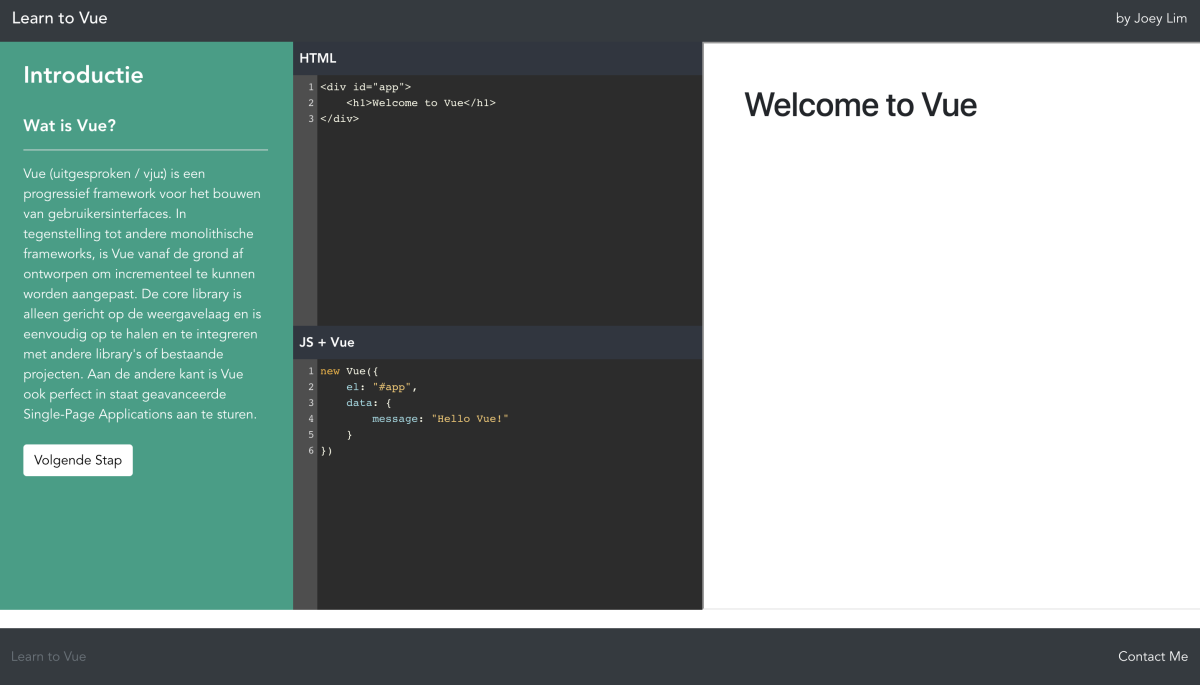 Learn to Vue
by Joey Lim
Introductie
Wat is Vue?
Vue (uitgesproken / vjuː) is een
progressief framework voor het bouwen
van gebruikersinterfaces. In
tegenstelling tot andere monolithische
frameworks, is Vue vanaf de grond af
ontworpen om incrementeel te kunnen
worden aangepast. De core library is
alleen gericht op de weergavelaag en is
eenvoudig op te halen en te integreren
met andere library's of bestaande
projecten. Aan de andere kant is Vue
ook perfect in staat geavanceerde
Single-Page Applications aan te sturen.
Volgende Stap
HTML
1 <div id="app">
2     <h1>Welcome to Vue</h1>
3 </div>
JS + Vue
1 new Vue({
2     el: "#app",
3     data: {
4         message: "Hello Vue!"
5     }
6 })
Welcome to Vue
Learn to Vue
Contact Me